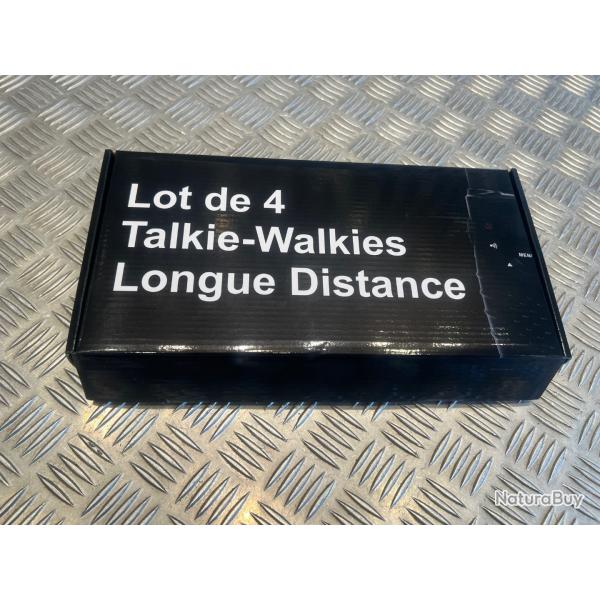 Lot de 4
Talkie-Walkies
Longue Distance
MENU
NaturaBuy